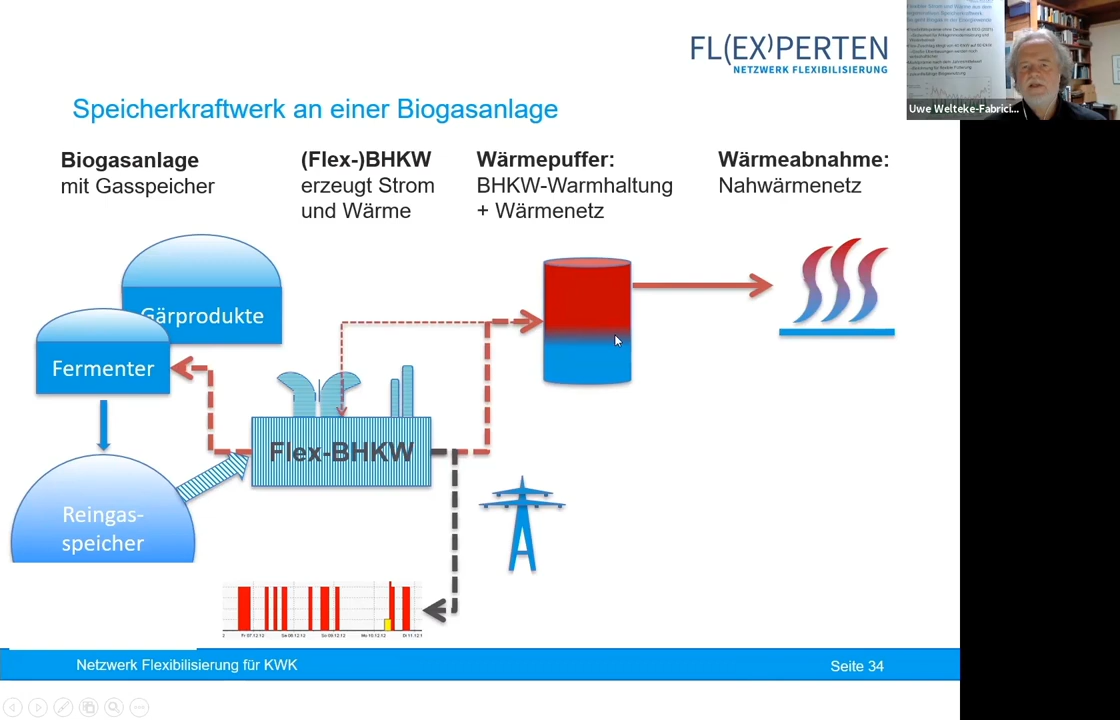 FL(EX)PERTEN
NETZWERK FLEXIBILISIERUNG
Uwe Welteke-Fabrici...
Speicherkraftwerk an einer Biogasanlage
Biogasanlage
mit Gasspeicher
(Flex-)BHKW
erzeugt Strom
und Wärme
Wärmepuffer:
BHKW-Warmhaltung
+ Wärmenetz
Wärmeabnahme:
Nahwärmenetz
Gärprodukte
Fermenter
Flex-BHKW
Reingas-
speicher
Netzwerk Flexibilisierung für KWK
Seite 34